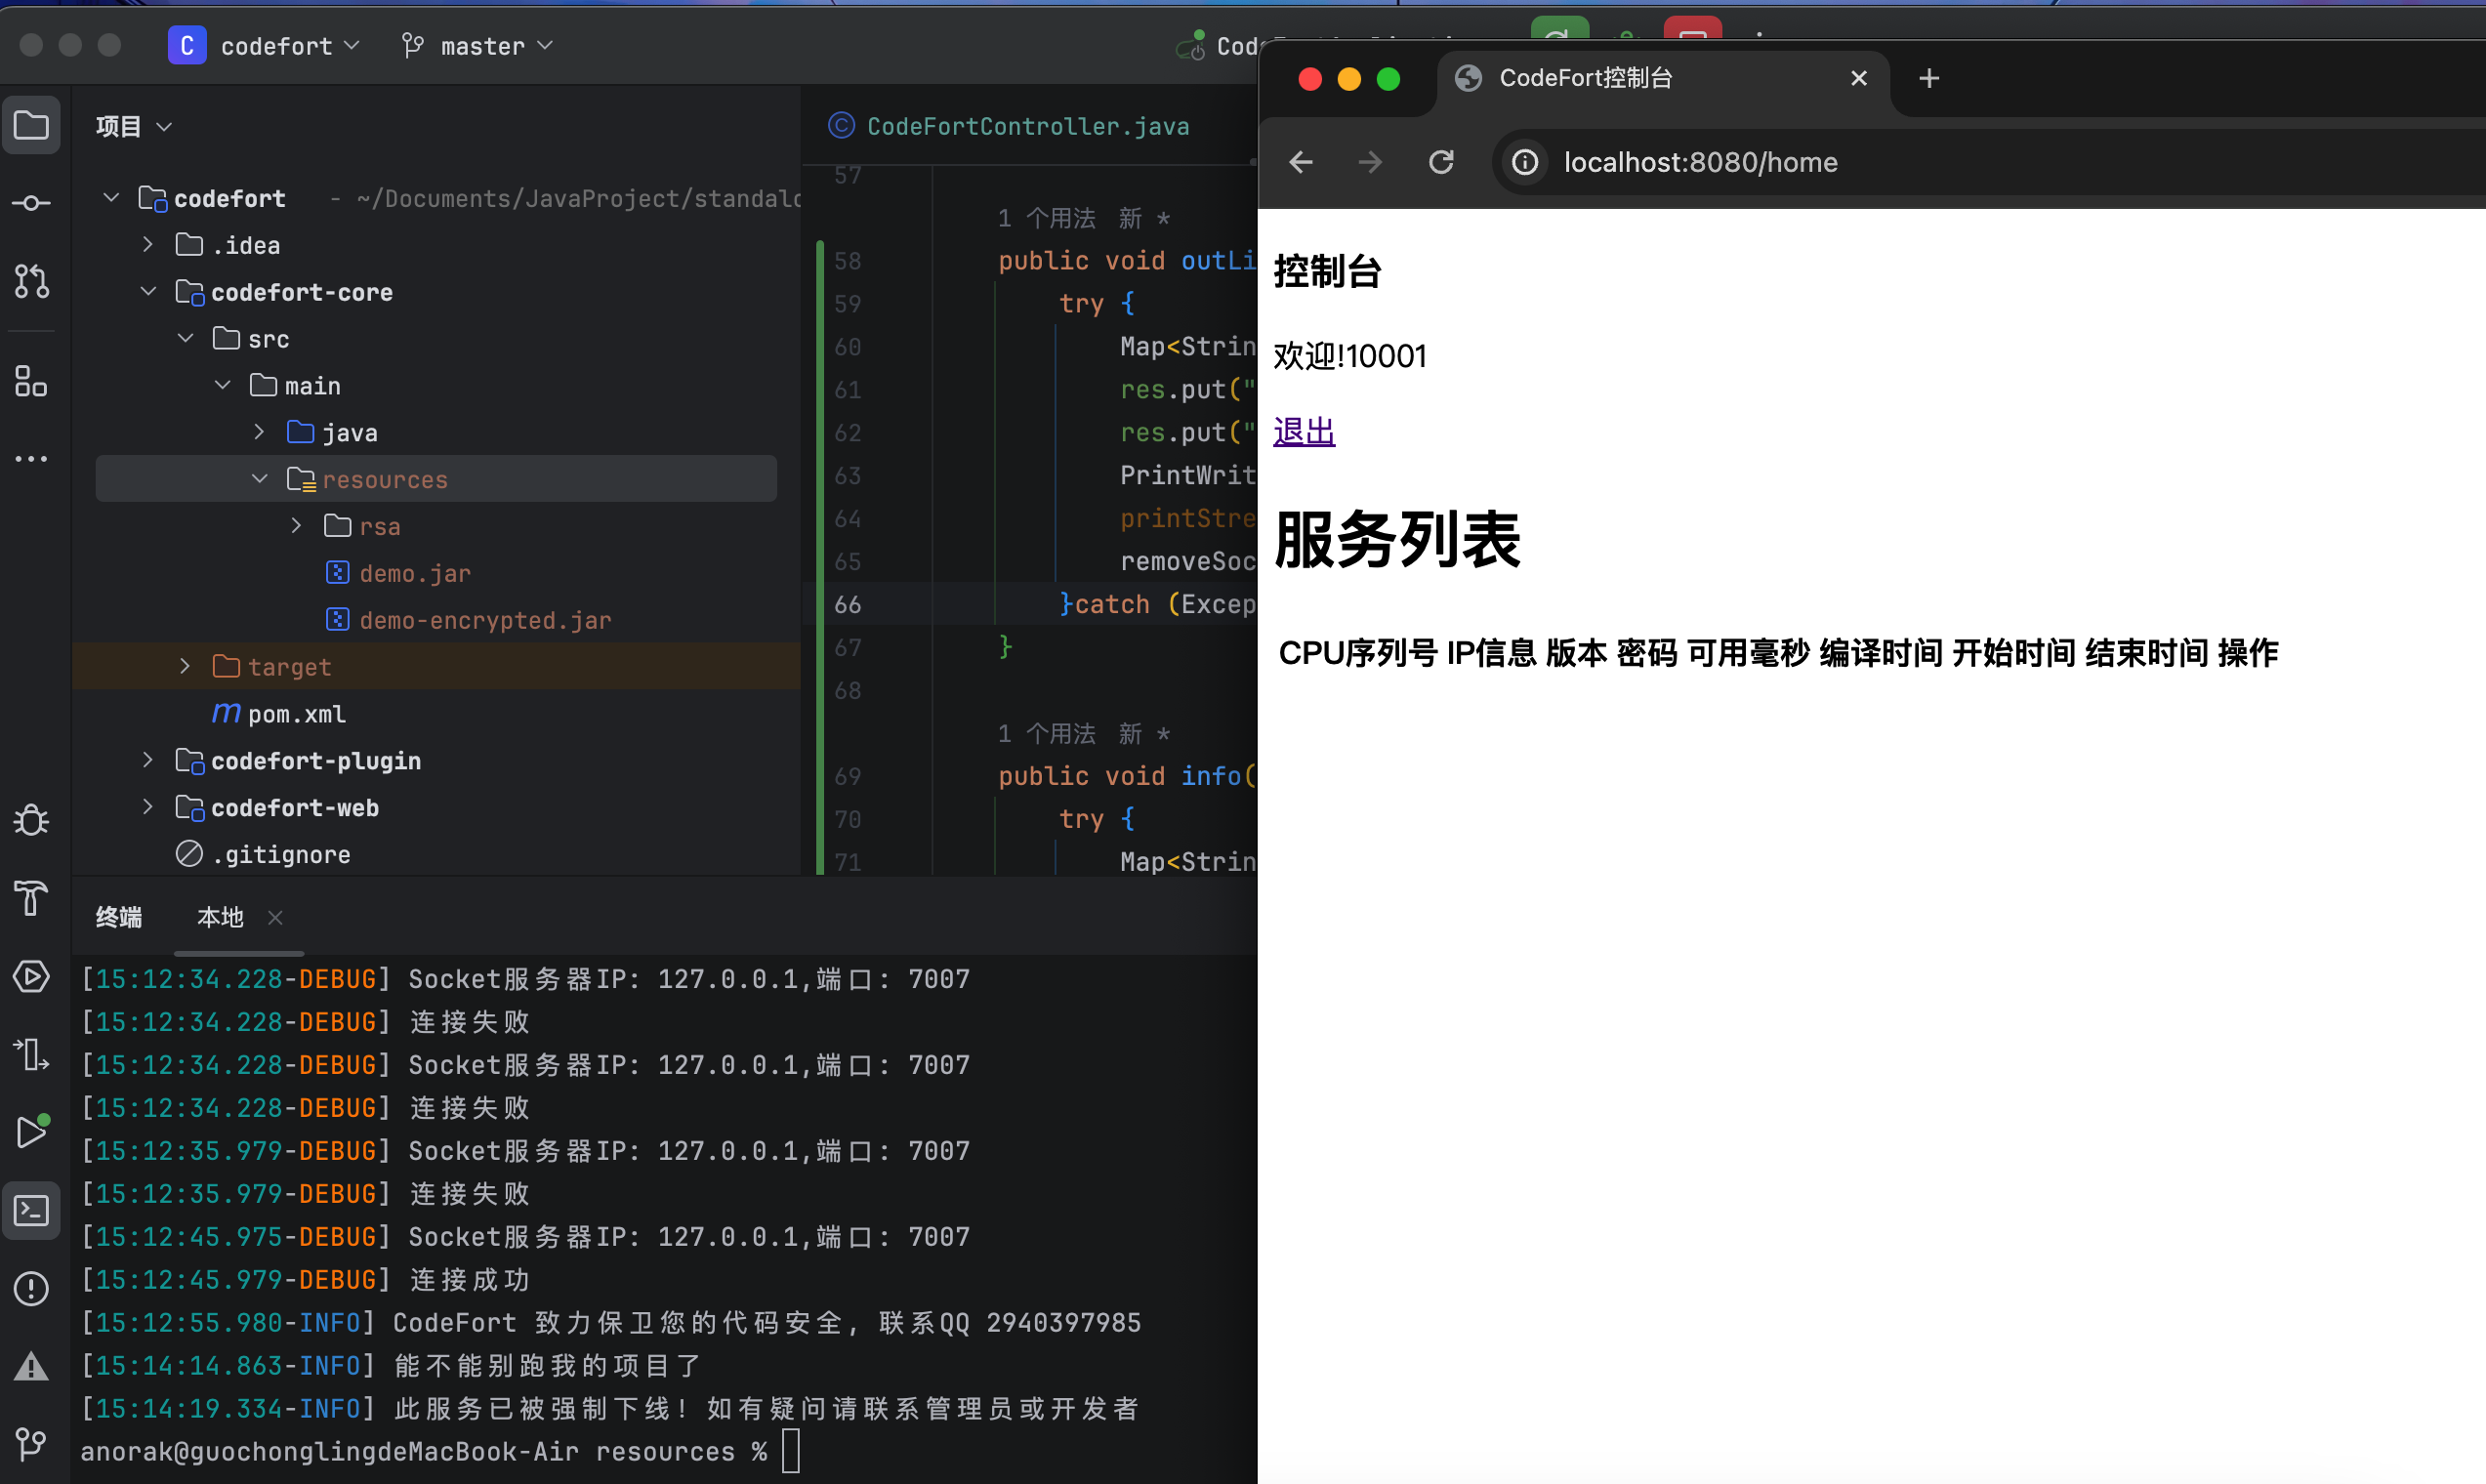 C codefort master
CodeFort控制台
localhost:8080/home
项目
codefort - ~/Documents/JavaProject/standalo
.idea
codefort-core
src
main
java
resources
rsa
demo.jar
demo-encrypted.jar
target
pom.xml
codefort-plugin
codefort-web
.gitignore
CodeFortController.java
57
1 个用法 新 *
58 public void outLi
59 try {
60 Map<Strin
61 res.put("
62 res.put("
63 PrintWrit
64 printStre
65 removeSoc
66 }catch (Excep
67 }
68
1 个用法 新 *
69 public void info(
70 try {
71 Map<Strin
控制台
欢迎!10001
退出
服务列表
CPU序列号 IP信息 版本 密码 可用毫秒 编译时间 开始时间 结束时间 操作
终端 本地
[15:12:34.228-DEBUG] Socket服务器IP: 127.0.0.1,端口: 7007
[15:12:34.228-DEBUG] 连接失败
[15:12:34.228-DEBUG] Socket服务器IP: 127.0.0.1,端口: 7007
[15:12:34.228-DEBUG] 连接失败
[15:12:35.979-DEBUG] Socket服务器IP: 127.0.0.1,端口: 7007
[15:12:35.979-DEBUG] 连接失败
[15:12:45.975-DEBUG] Socket服务器IP: 127.0.0.1,端口: 7007
[15:12:45.979-DEBUG] 连接成功
[15:12:55.980-INFO] CodeFort 致力保卫您的代码安全, 联系QQ 2940397985
[15:14:14.863-INFO] 能不能别跑我的项目了
[15:14:19.334-INFO] 此服务已被强制下线! 如有疑问请联系管理员或开发者
anorak@guochonglingdeMacBook-Air resources %